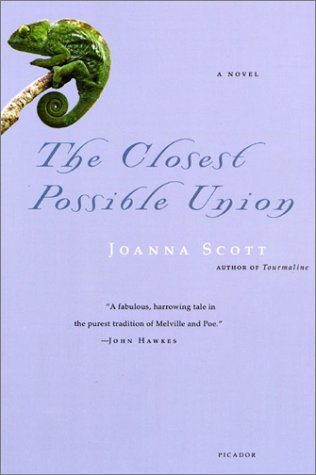 A NOVEL
The Closest
Possible Union
JOANNA SCOTT
AUTHOR OF Tourmaline
"A fabulous, harrowing tale in
the purest tradition of Melville and Poe."
—JOHN HAWKES
PICADOR